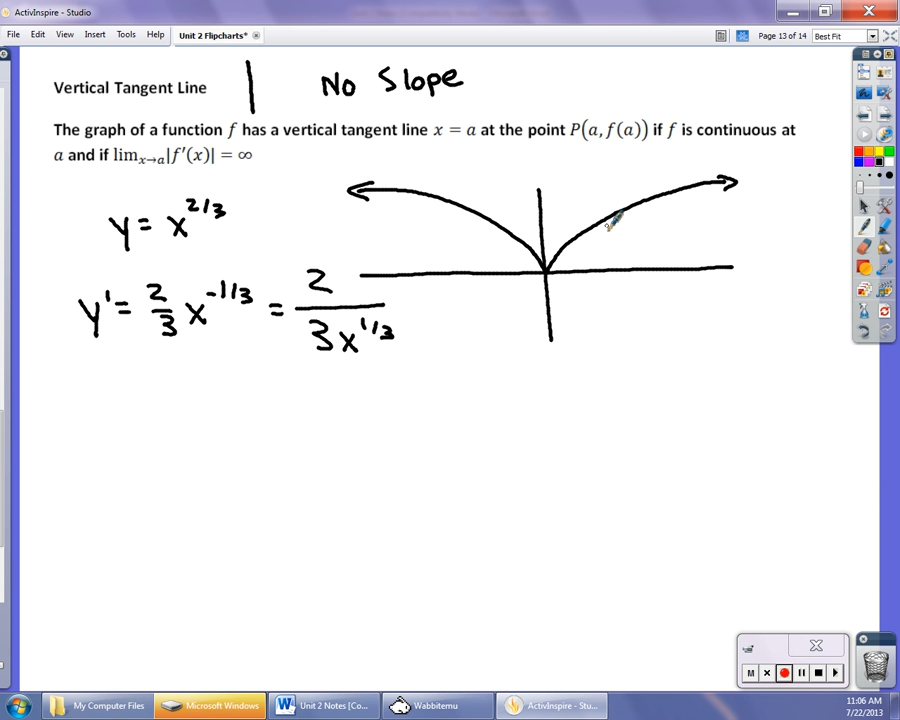 ActivInspire - Studio
File Edit View Insert Tools Help Unit 2 Flipcharts* Page 13 of 14 Best Fit
Vertical Tangent Line | No Slope
The graph of a function f has a vertical tangent line x = a at the point P(a, f(a)) if f is continuous at
a and if lim_{x→a}|f′(x)| = ∞
y = x^{2/3}
y' = 2/3 x^{-1/3} = 2/(3x^{1/3})
M
My Computer Files Microsoft Windows Unit 2 Notes [Co... Wabbitemu ActivInspire - Stu...
11:06 AM
7/22/2013